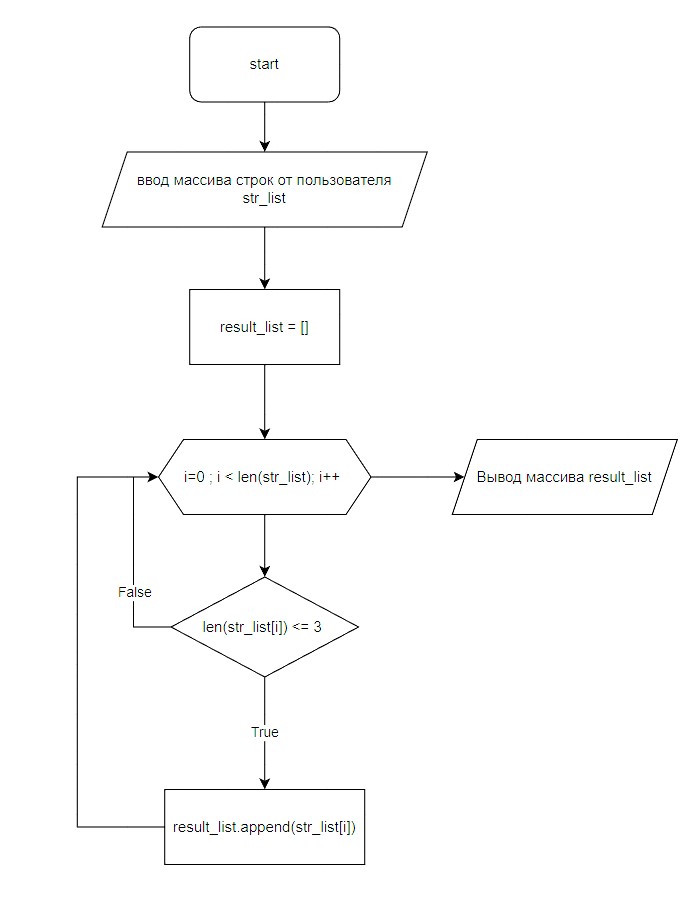 start
ввод массива строк от пользователя
str_list
result_list = []
i=0 ; i < len(str_list); i++
Вывод массива result_list
False
len(str_list[i]) <= 3
True
result_list.append(str_list[i])